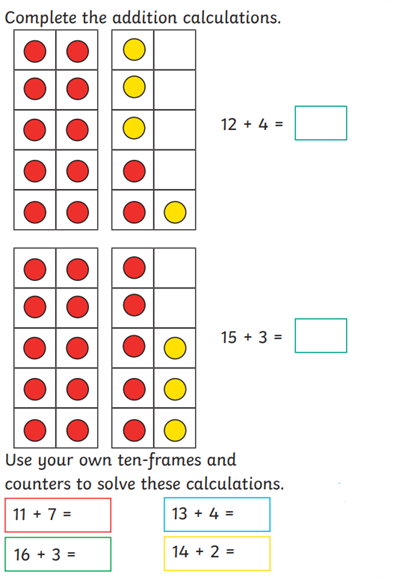 Complete the addition calculations.
12 + 4 =
15 + 3 =
Use your own ten-frames and
counters to solve these calculations.
11 + 7 =
13 + 4 =
16 + 3 =
14 + 2 =